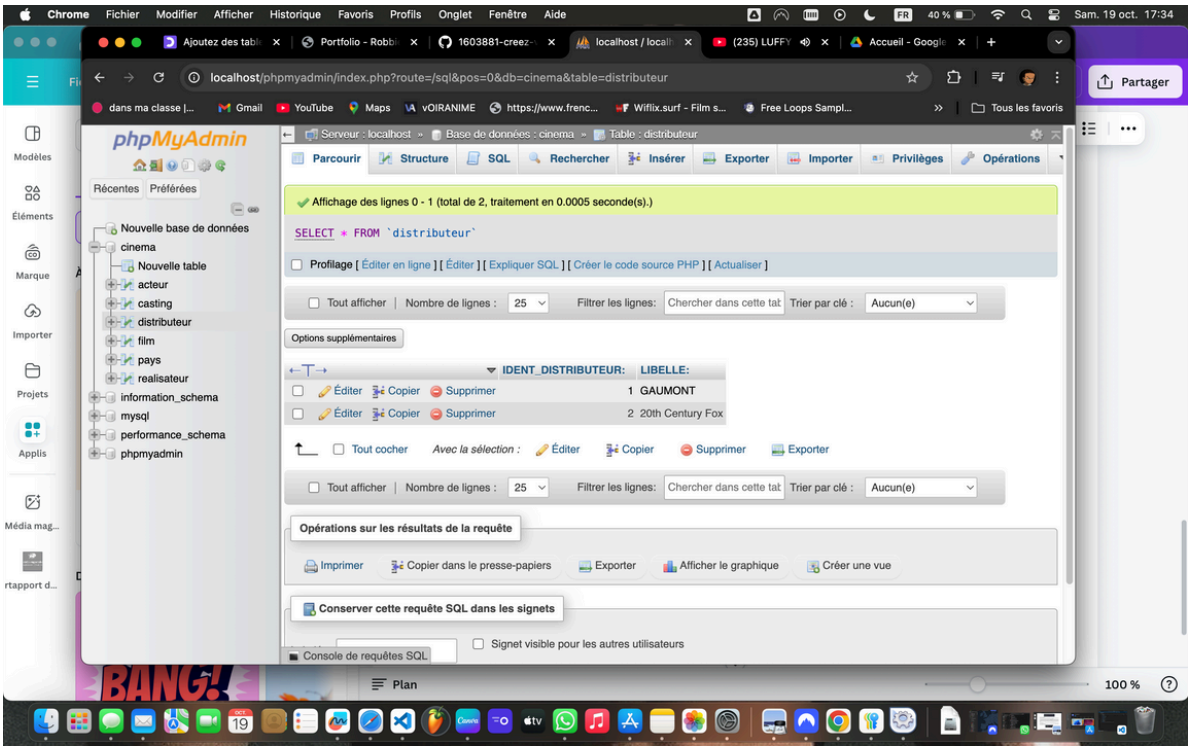 Chrome Fichier Modifier Afficher Historique Favoris Profils Onglet Fenêtre Aide FR 40 % Sam. 19 oct. 17:34
Ajoutez des table Portfolio - Robbi 1603881-creez- localhost / localh (235) LUFFY Accueil - Google
localhost/phpmyadmin/index.php?route=/sql&pos=0&db=cinema&table=distributeur
Partager
dans ma classe |... Gmail YouTube Maps vOIRANIME https://www.frenc... Wiflix.surf - Film s... Free Loops Sampl... » Tous les favoris
Modèles
Éléments
Marque
Importer
Projets
Applis
Média mag...
rtapport d...
phpMyAdmin
Récentes Préférées
Nouvelle base de données
cinema
Nouvelle table
acteur
casting
distributeur
film
pays
realisateur
information_schema
mysql
performance_schema
phpmyadmin
Serveur : localhost » Base de données : cinema » Table : distributeur
Parcourir Structure SQL Rechercher Insérer Exporter Importer Privilèges Opérations
Affichage des lignes 0 - 1 (total de 2, traitement en 0.0005 seconde(s).)
SELECT * FROM `distributeur`
Profilage [ Éditer en ligne ] [ Éditer ] [ Expliquer SQL ] [ Créer le code source PHP ] [ Actualiser ]
Tout afficher | Nombre de lignes : 25 Filtrer les lignes: Chercher dans cette tab Trier par clé : Aucun(e)
Options supplémentaires
←T→ IDENT_DISTRIBUTEUR: LIBELLE:
Éditer Copier Supprimer 1 GAUMONT
Éditer Copier Supprimer 2 20th Century Fox
Tout cocher Avec la sélection : Éditer Copier Supprimer Exporter
Tout afficher | Nombre de lignes : 25 Filtrer les lignes: Chercher dans cette tab Trier par clé : Aucun(e)
Opérations sur les résultats de la requête
Imprimer Copier dans le presse-papiers Exporter Afficher le graphique Créer une vue
Conserver cette requête SQL dans les signets
Signet visible pour les autres utilisateurs
Console de requêtes SQL
BANG!
Plan 100 %
OCT.
19
Canva
tv